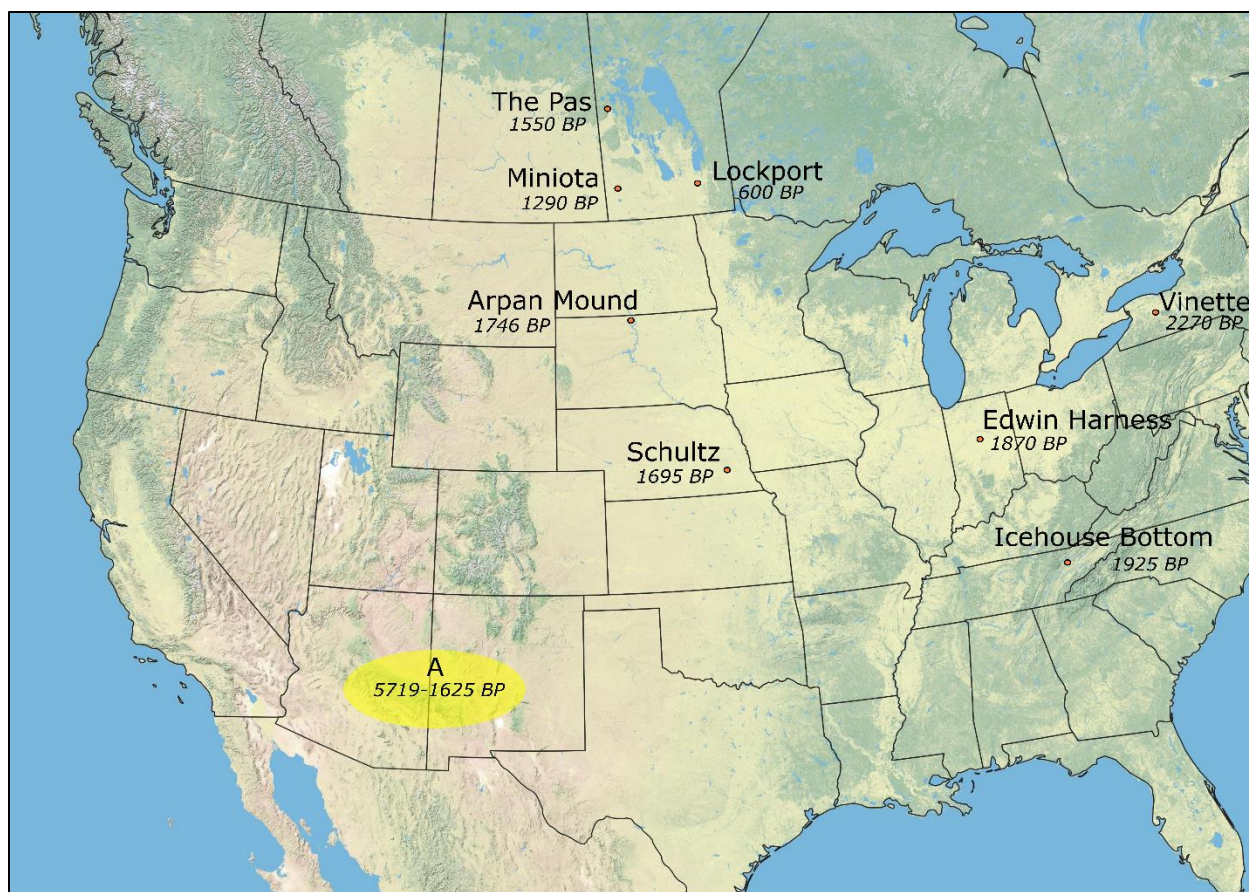 The Pas
1550 BP
Miniota
1290 BP
Lockport
600 BP
Arpan Mound
1746 BP
Vinette
2270 BP
Edwin Harness
1870 BP
Schultz
1695 BP
Icehouse Bottom
1925 BP
A
5719-1625 BP